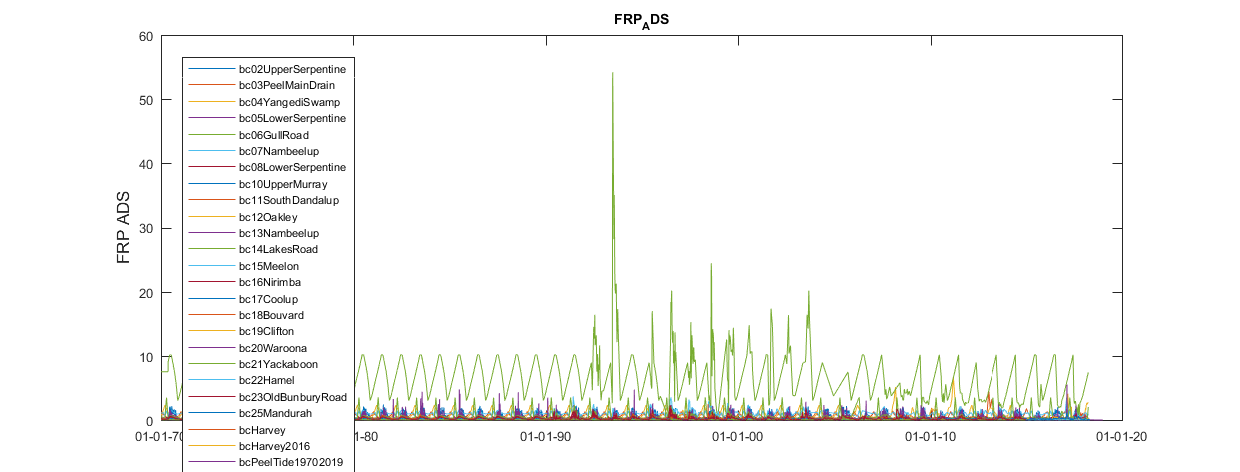 FRP_ADS
60
50
40
30
20
10
0
FRP ADS
01-01-70
1-80
01-01-90
01-01-00
01-01-10
01-01-20
bc02UpperSerpentine
bc03PeelMainDrain
bc04YangediSwamp
bc05LowerSerpentine
bc06GullRoad
bc07Nambeelup
bc08LowerSerpentine
bc10UpperMurray
bc11SouthDandalup
bc12Oakley
bc13Nambeelup
bc14LakesRoad
bc15Meelon
bc16Nirimba
bc17Coolup
bc18Bouvard
bc19Clifton
bc20Waroona
bc21Yackaboon
bc22Hamel
bc23OldBunburyRoad
bc25Mandurah
bcHarvey
bcHarvey2016
bcPeelTide19702019